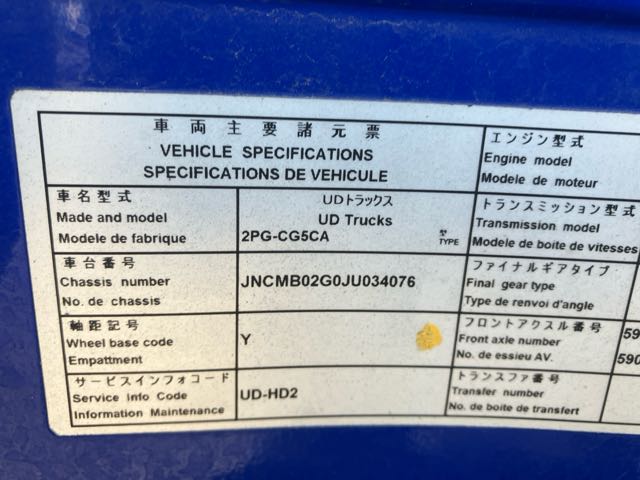 車両主要諸元票
VEHICLE SPECIFICATIONS
SPECIFICATIONS DE VEHICULE
車名型式
Made and model
Modele de fabrique
UDトラックス
UD Trucks
2PG-CG5CA
型
TYPE
車台番号
Chassis number
No. de chassis
JNCMB02G0JU034076
軸距記号
Wheel base code
Empattment
Y
サービスインフォコード
Service Info Code
Information Maintenance
UD-HD2
エンジン型式
Engine model
Modele de moteur
トランスミッション型式
Transmission model
Modele de boite de vitesses
ファイナルギアタイプ
Final gear type
Type de renvoi d'angle
フロントアクスル番号
Front axle number
No. de essieu AV.
59
590
トランスファ番号
Transfer number
No. de boite de transfert